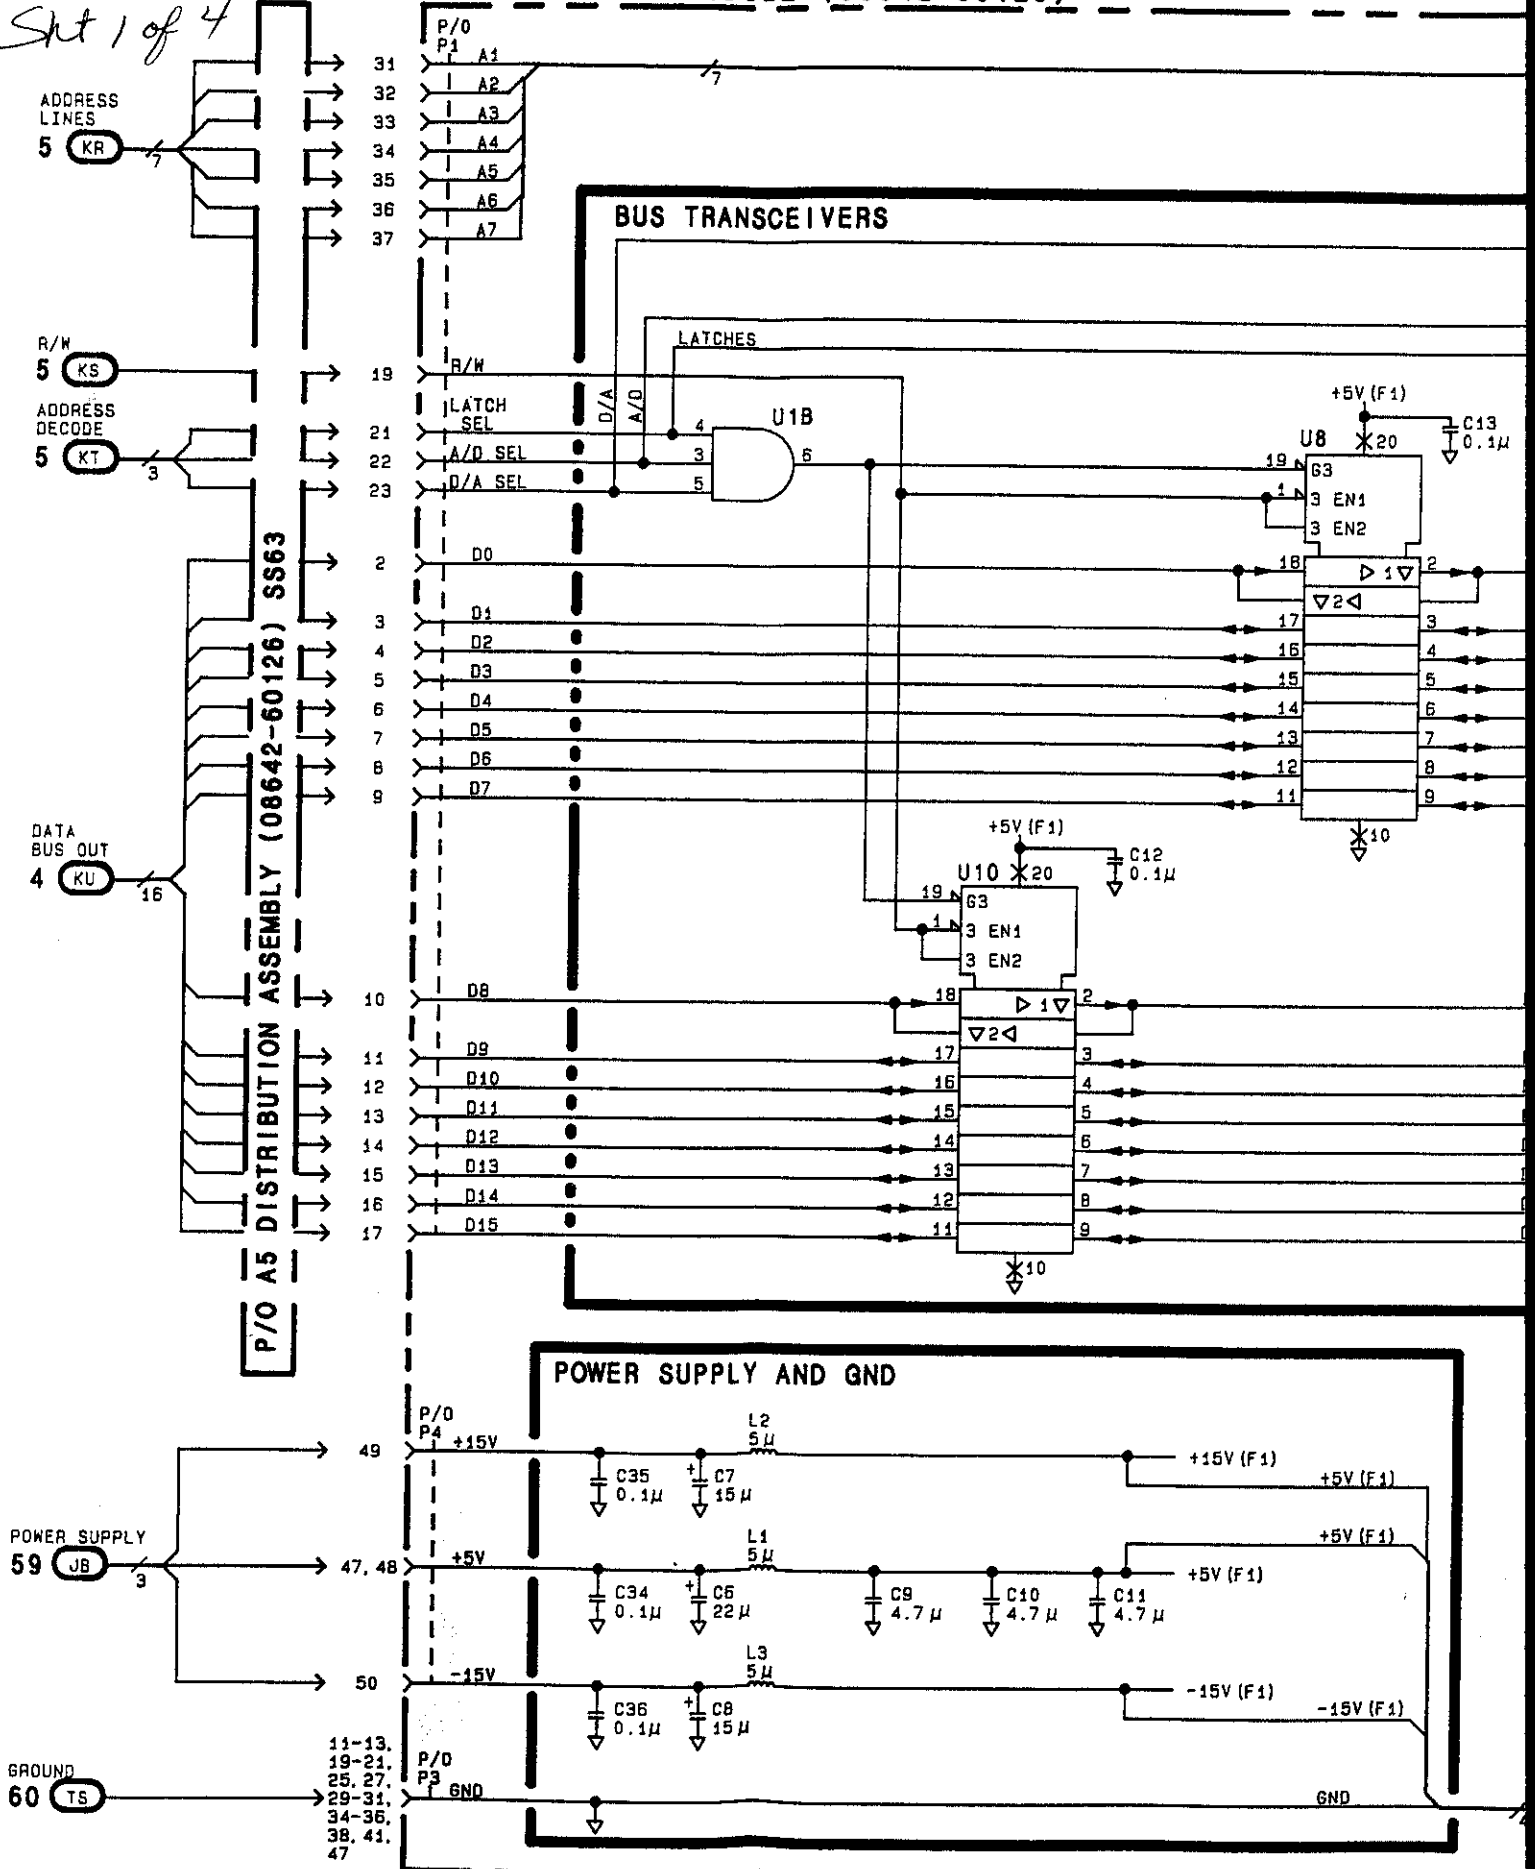 Sht 1 of 4
P/O
P1
ADDRESS
LINES
5 KR
7
31 A1
32 A2
33 A3
34 A4
35 A5
36 A6
37 A7
7
BUS TRANSCEIVERS
LATCHES
D/A
A/D
R/W
5 KS
19 R/W
ADDRESS
DECODE
5 KT
3
21 LATCH
SEL
22 A/D SEL
23 D/A SEL
4
3
5
U1B
6
+5V(F1)
C13
0.1µ
U8
20
19 G3
1 3 EN1
3 EN2
18 ▷ 1▽ 2
▽2◁
17 3
16 4
15 5
14 6
13 7
12 8
11 9
10
2 D0
3 D1
4 D2
5 D3
6 D4
7 D5
8 D6
9 D7
P/O A5 DISTRIBUTION ASSEMBLY (08642-60126) SS63
DATA
BUS OUT
4 KU
16
+5V(F1)
C12
0.1µ
U10
20
19 G3
1 3 EN1
3 EN2
18 ▷ 1▽ 2
▽2◁
17 3
16 4
15 5
14 6
13 7
12 8
11 9
10
10 D8
11 D9
12 D10
13 D11
14 D12
15 D13
16 D14
17 D15
POWER SUPPLY AND GND
P/O
P4
49 +15V
C35
0.1µ
+ C7
15µ
L2
5µ
+15V(F1)
+5V(F1)
POWER SUPPLY
59 JB
3
47, 48 +5V
C34
0.1µ
+ C6
22µ
L1
5µ
C9
4.7µ
C10
4.7µ
C11
4.7µ
+5V(F1)
+5V(F1)
50 -15V
C36
0.1µ
+ C8
15µ
L3
5µ
-15V(F1)
-15V(F1)
GROUND
60 TS
11-13,
19-21,
25, 27,
29-31,
34-36,
38, 41,
47
P/O
P3
GND
GND